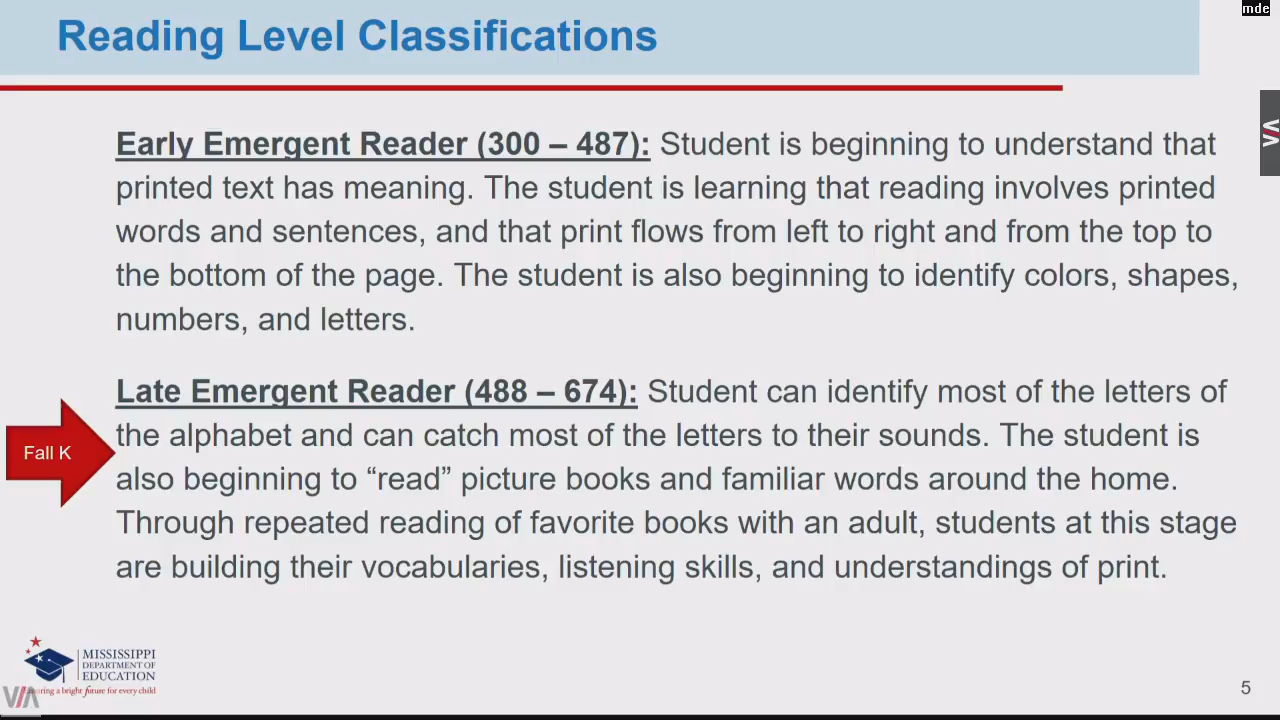 mde
Reading Level Classifications
Early Emergent Reader (300 – 487): Student is beginning to understand that
printed text has meaning. The student is learning that reading involves printed
words and sentences, and that print flows from left to right and from the top to
the bottom of the page. The student is also beginning to identify colors, shapes,
numbers, and letters.
Late Emergent Reader (488 – 674): Student can identify most of the letters of
the alphabet and can catch most of the letters to their sounds. The student is
also beginning to “read” picture books and familiar words around the home.
Through repeated reading of favorite books with an adult, students at this stage
are building their vocabularies, listening skills, and understandings of print.
Fall K
MISSISSIPPI
DEPARTMENT OF
EDUCATION
a bright future for every child
VIA
5